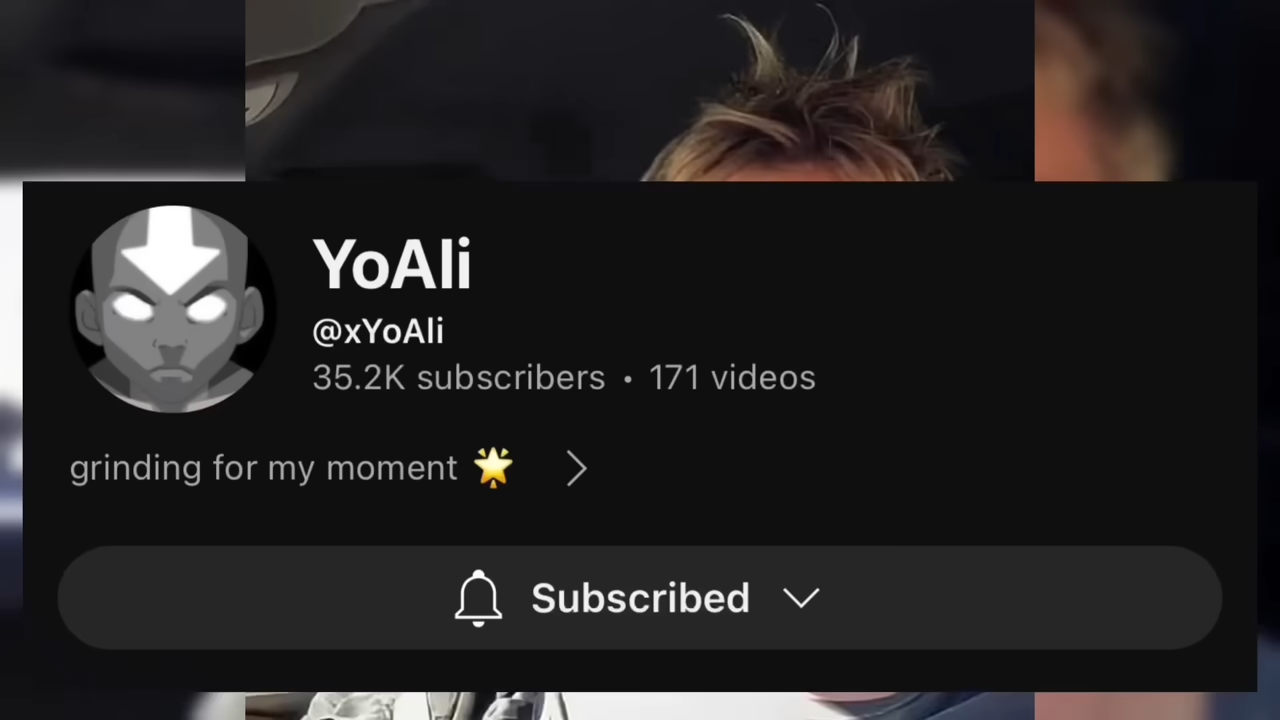 YoAli
@xYoAli
35.2K subscribers • 171 videos
grinding for my moment 🌟
Subscribed